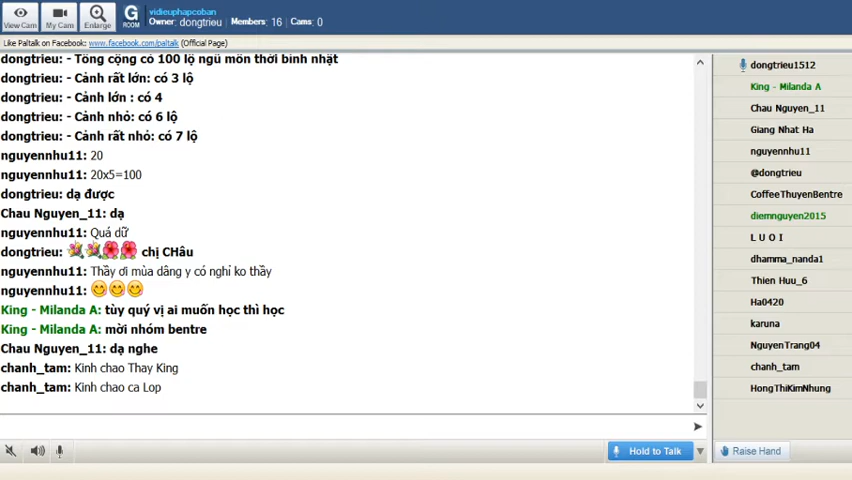 View Cam
My Cam
Enlarge
G
ROOM
vidieuphapcoban
Owner: dongtrieu Members: 16 Cams: 0
Like Paltalk on Facebook: www.facebook.com/paltalk (Official Page)
dongtrieu: - Tổng cộng có 100 lộ ngũ môn thời bình nhật
dongtrieu: - Cảnh rất lớn: có 3 lộ
dongtrieu: - Cảnh lớn : có 4
dongtrieu: - Cảnh nhỏ: có 6 lộ
dongtrieu: - Cảnh rất nhỏ: có 7 lộ
nguyennhu11: 20
nguyennhu11: 20x5=100
dongtrieu: dạ được
Chau Nguyen_11: dạ
nguyennhu11: Quá dữ
dongtrieu: chị CHâu
nguyennhu11: Thầy ơi mùa dâng y có nghỉ ko thầy
nguyennhu11:
King - Milanda A: tùy quý vị ai muốn học thì học
King - Milanda A: mời nhóm bentre
Chau Nguyen_11: dạ nghe
chanh_tam: Kinh chao Thay King
chanh_tam: Kinh chao ca Lop
dongtrieu1512
King - Milanda A
Chau Nguyen_11
Giang Nhat Ha
nguyennhu11
@dongtrieu
CoffeeThuyenBentre
diemnguyen2015
L U O I
dhamma_nanda1
Thien Huu_6
Ha0420
karuna
NguyenTrang04
chanh_tam
HongThiKimNhung
Hold to Talk
Raise Hand